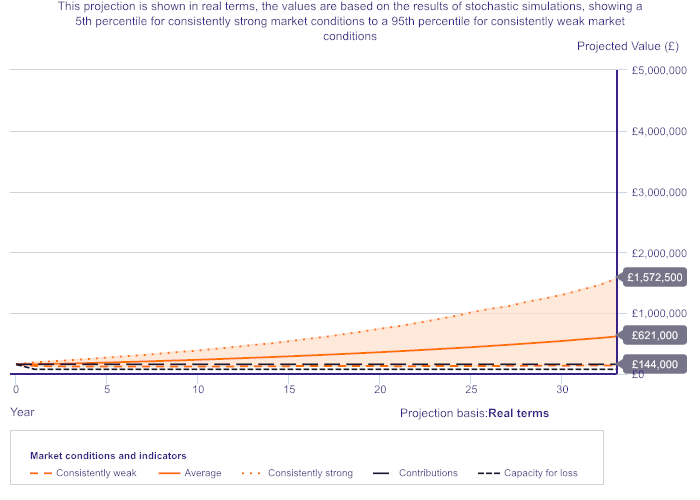 This projection is shown in real terms, the values are based on the results of stochastic simulations, showing a
5th percentile for consistently strong market conditions to a 95th percentile for consistently weak market
conditions
Projected Value (£)
£5,000,000
£4,000,000
£3,000,000
£2,000,000
£1,572,500
£1,000,000
£621,000
£144,000
£0
0 5 10 15 20 25 30
Year
Projection basis:Real terms
Market conditions and indicators
Consistently weak Average Consistently strong Contributions Capacity for loss